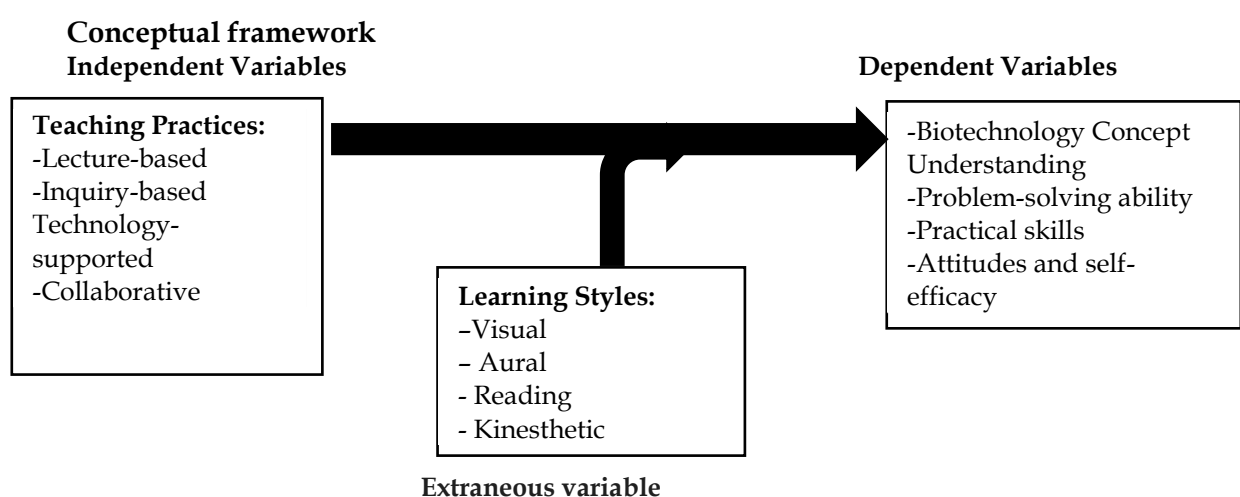 Conceptual framework
Independent Variables
Dependent Variables
Teaching Practices:
-Lecture-based
-Inquiry-based
Technology-
supported
-Collaborative
Learning Styles:
–Visual
– Aural
- Reading
- Kinesthetic
Extraneous variable
-Biotechnology Concept
Understanding
-Problem-solving ability
-Practical skills
-Attitudes and self-
efficacy